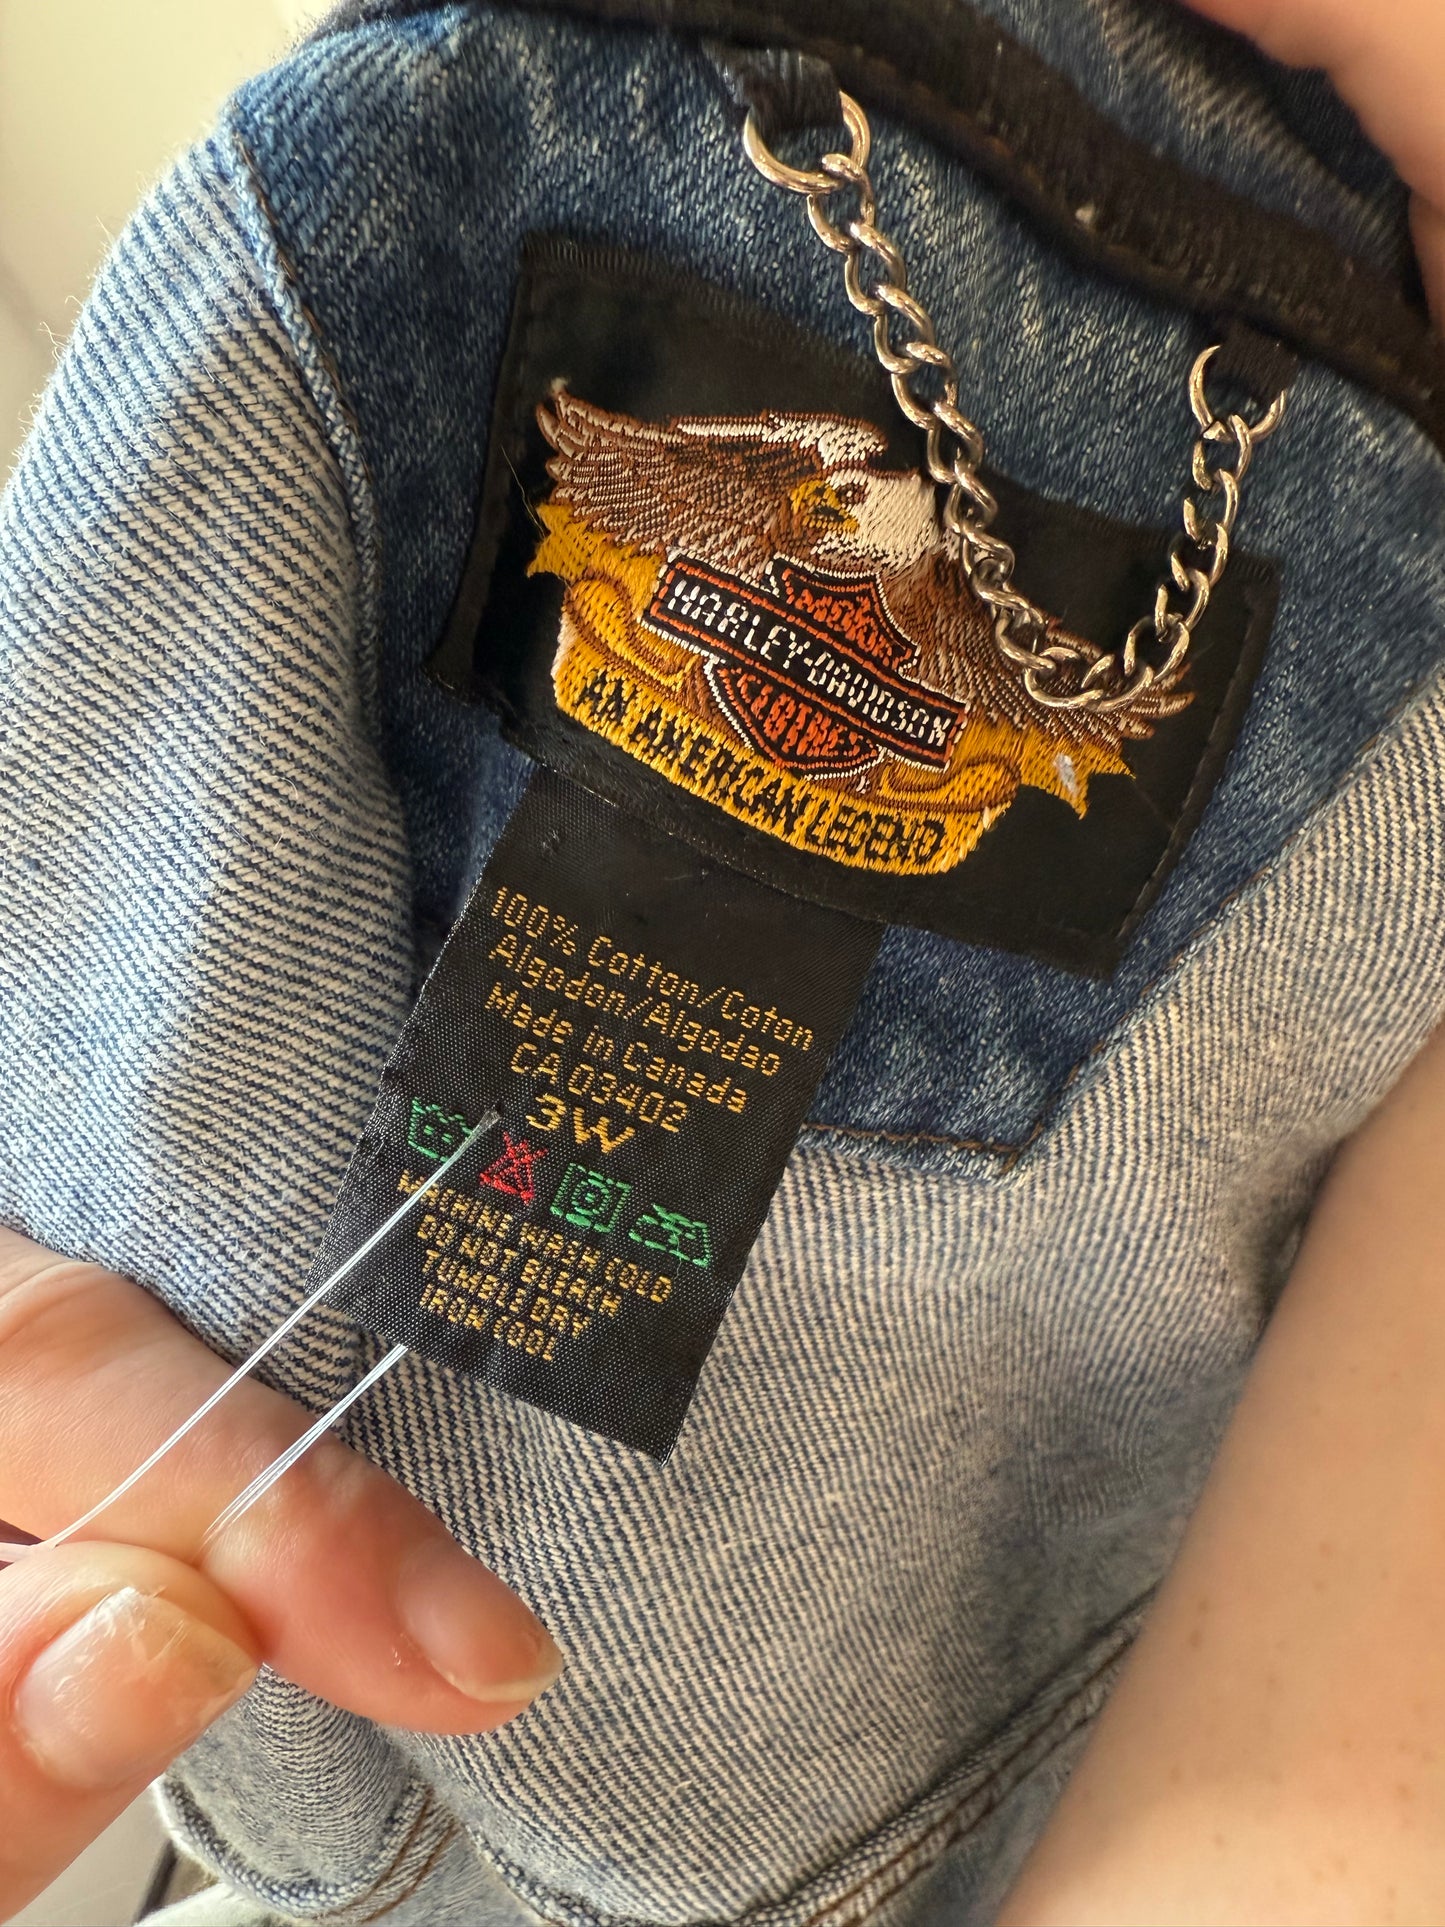 MOTOR
HARLEY-DAVIDSON
CLOTHES
AN AMERICAN LEGEND
100% Cotton/Coton
Algodon/Algodao
Made in Canada
CA 03402
3W
MACHINE WASH COLD
DO NOT BLEACH
TUMBLE DRY
IRON COOL